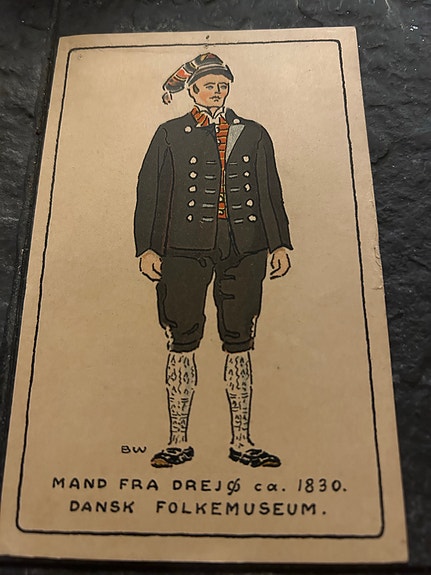 BW
MAND FRA DREJØ ca. 1830.
DANSK FOLKEMUSEUM.